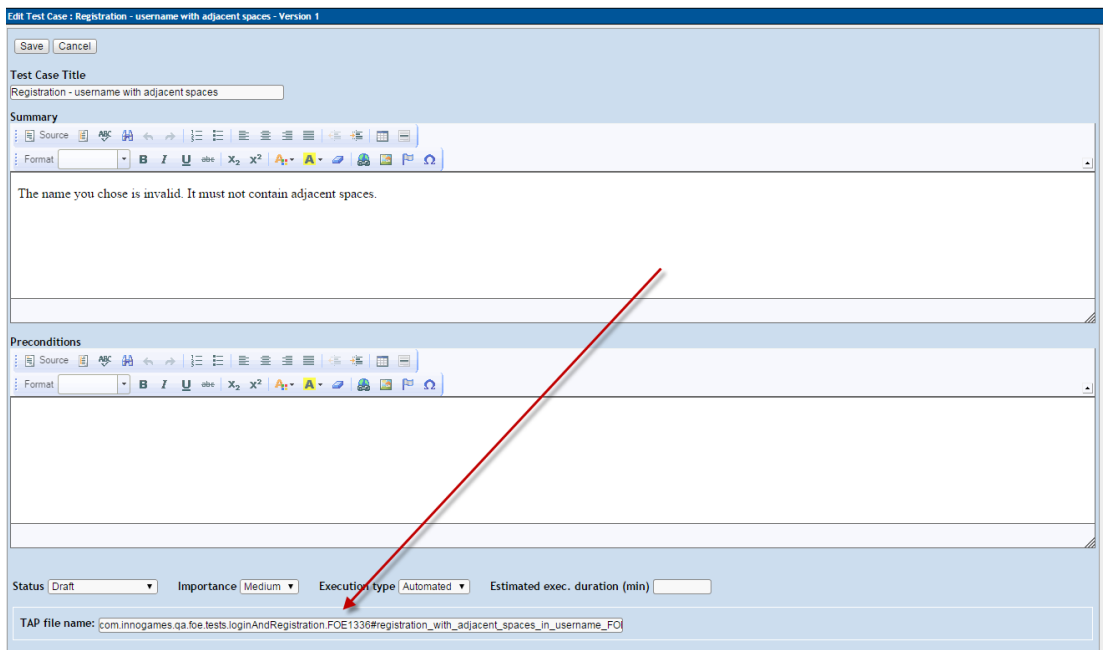 Edit Test Case : Registration - username with adjacent spaces - Version 1
Save Cancel
Test Case Title
Registration - username with adjacent spaces
Summary
Source ABC
Format B I U abc X₂ X² A A Ω
The name you chose is invalid. It must not contain adjacent spaces.
Preconditions
Source ABC
Format B I U abc X₂ X² A A Ω
Status Draft Importance Medium Execution type Automated Estimated exec. duration (min)
TAP file name: com.innogames.qa.foe.tests.loginAndRegistration.FOE1336#registration_with_adjacent_spaces_in_username_FO